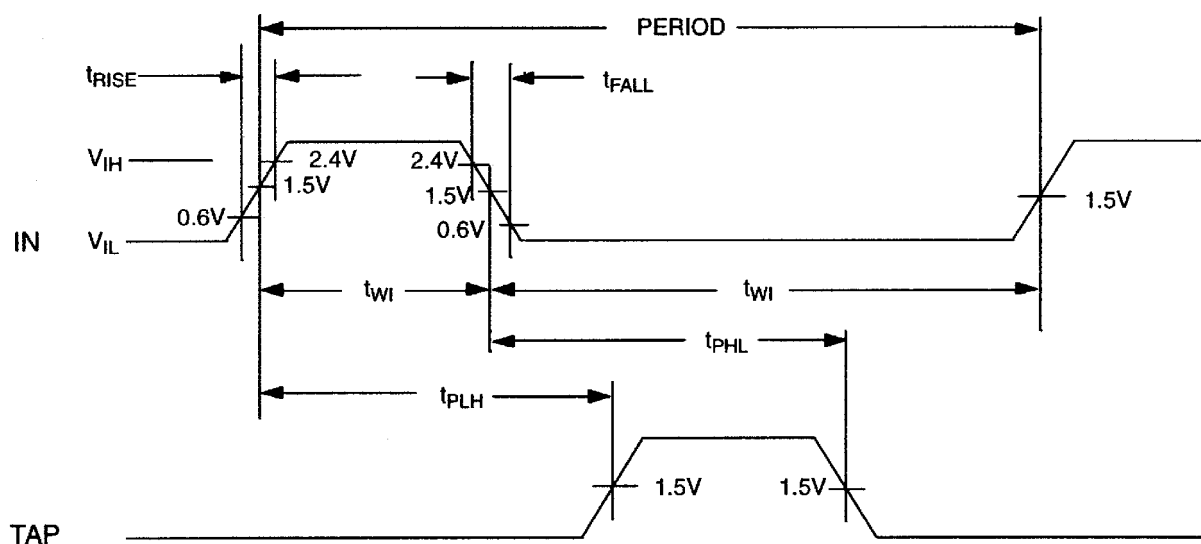 PERIOD
tRISE
tFALL
VIH
2.4V
2.4V
1.5V
1.5V
1.5V
0.6V
0.6V
IN
VIL
tWI
tWI
tPHL
tPLH
1.5V
1.5V
TAP